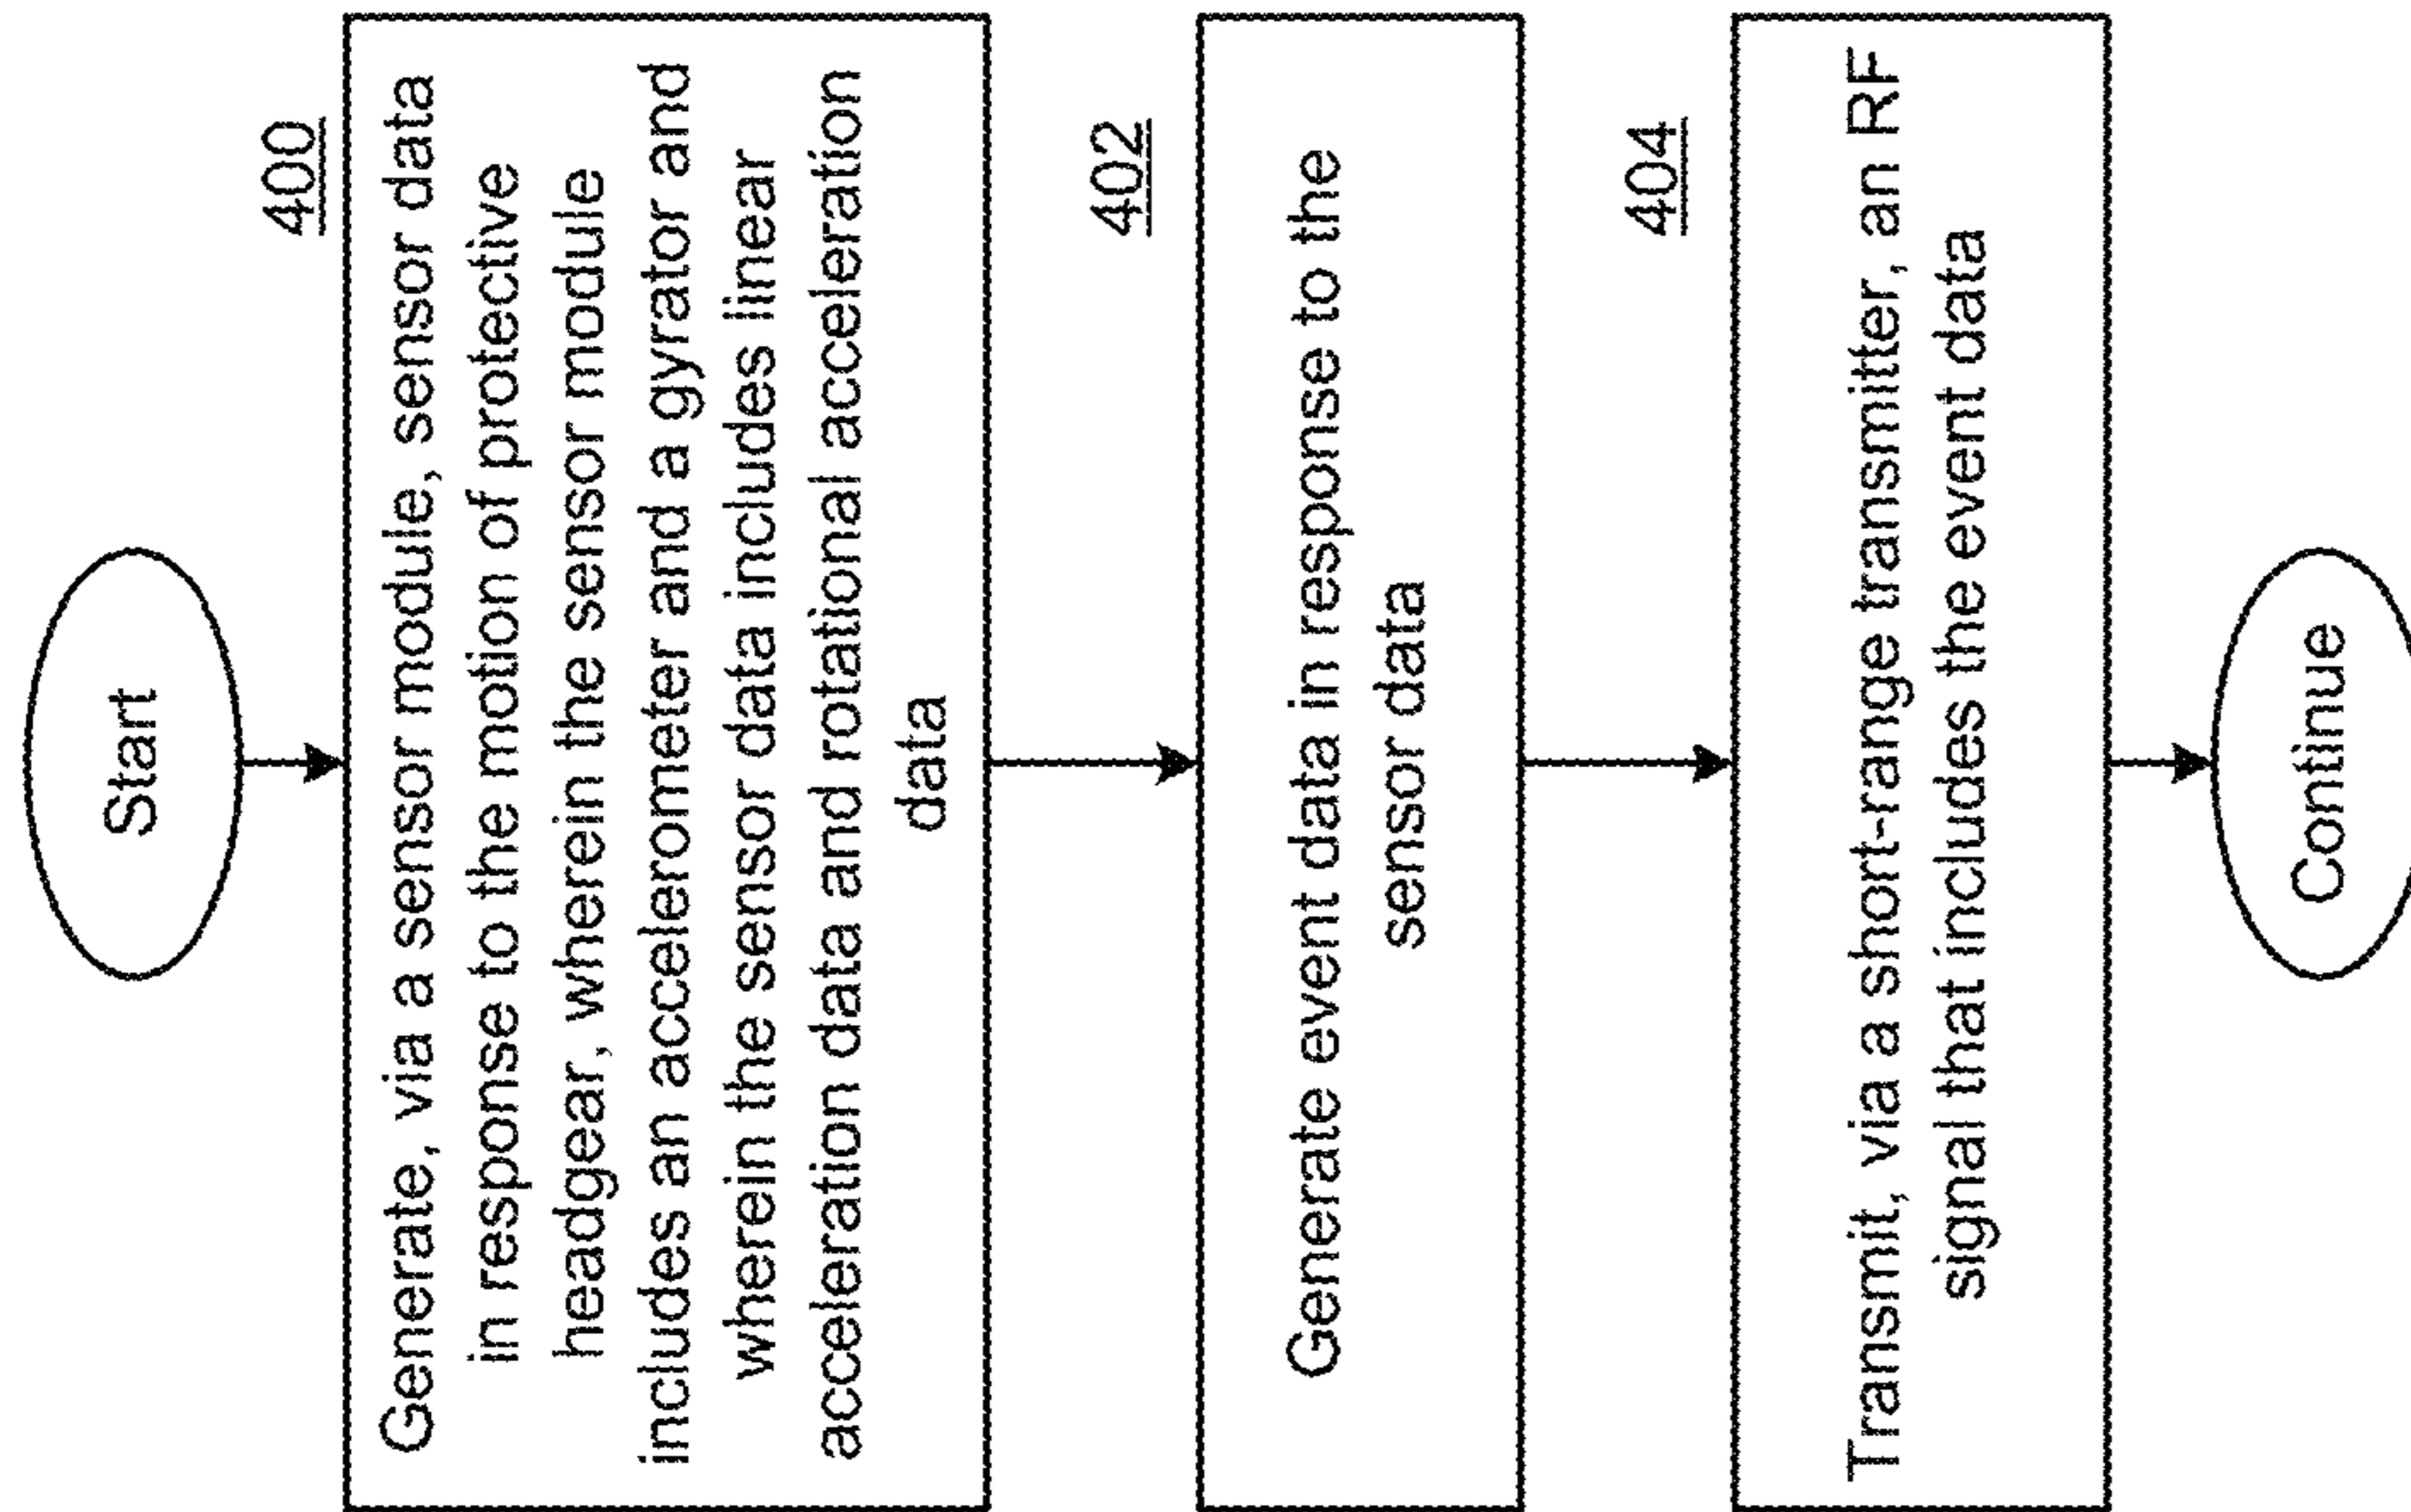 Start
400
Generate, via a sensor module, sensor data
in response to the motion of protective
headgear, wherein the sensor module
includes an accelerometer and a gyrator and
wherein the sensor data includes linear
acceleration data and rotational acceleration
data
402
Generate event data in response to the
sensor data
404
Transmit, via a short-range transmitter, an RF
signal that includes the event data
Continue